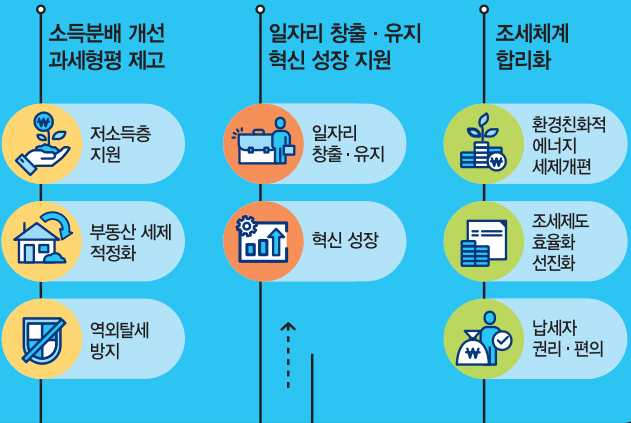 소득분배 개선
과세형평 제고
저소득층
지원
부동산 세제
적정화
역외탈세
방지
일자리 창출 · 유지
혁신 성장 지원
일자리
창출 · 유지
혁신 성장
조세체계
합리화
환경친화적
에너지
세제개편
조세제도
효율화
선진화
납세자
권리 · 편의
₩
₩
₩